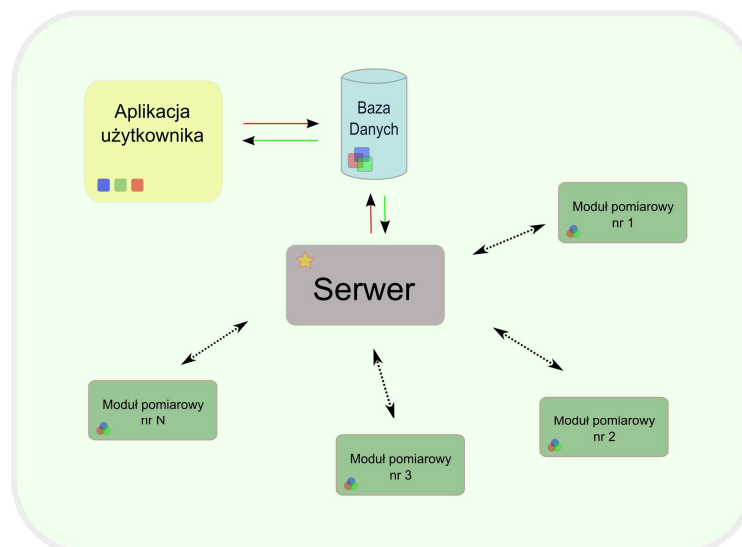 Aplikacja
użytkownika
Baza
Danych
Moduł pomiarowy
nr 1
Serwer
Moduł pomiarowy
nr N
Moduł pomiarowy
nr 2
Moduł pomiarowy
nr 3